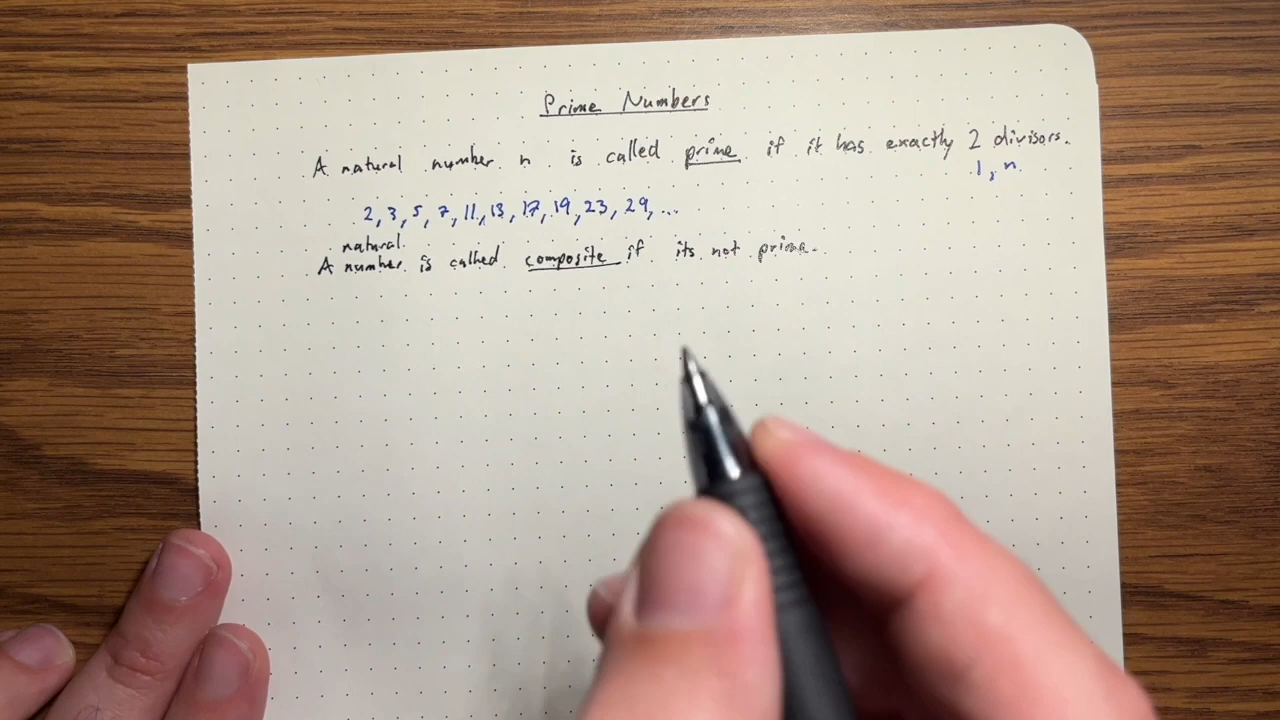 Prime Numbers
A natural number n is called prime if it has exactly 2 divisors.
1, n
2, 3, 5, 7, 11, 13, 17, 19, 23, 29, ...
natural
A number is called composite if its not prime.